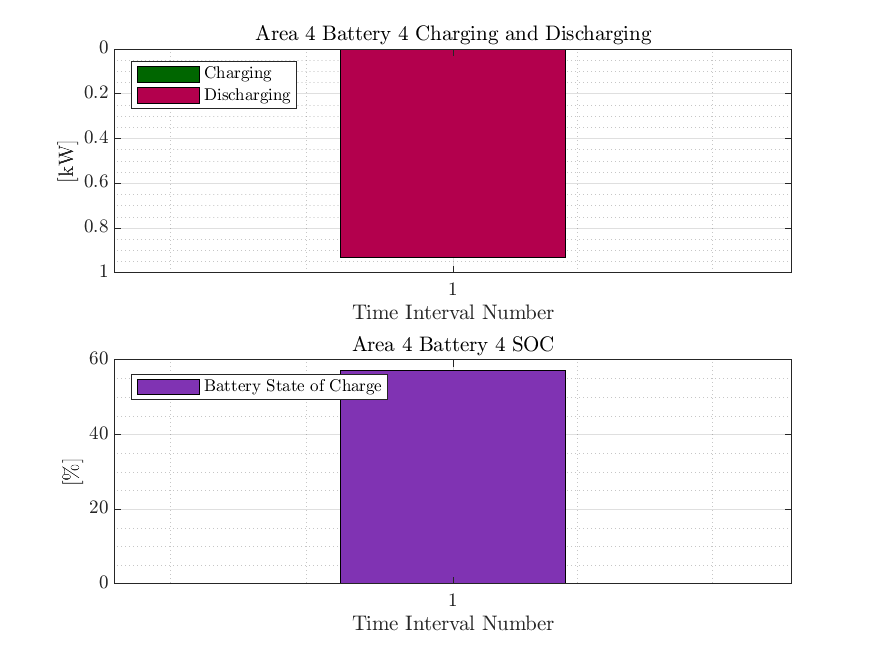 Area 4 Battery 4 Charging and Discharging
0
0.2
0.4
0.6
0.8
1
[kW]
Charging
Discharging
1
Time Interval Number
Area 4 Battery 4 SOC
60
40
20
0
[%]
Battery State of Charge
1
Time Interval Number